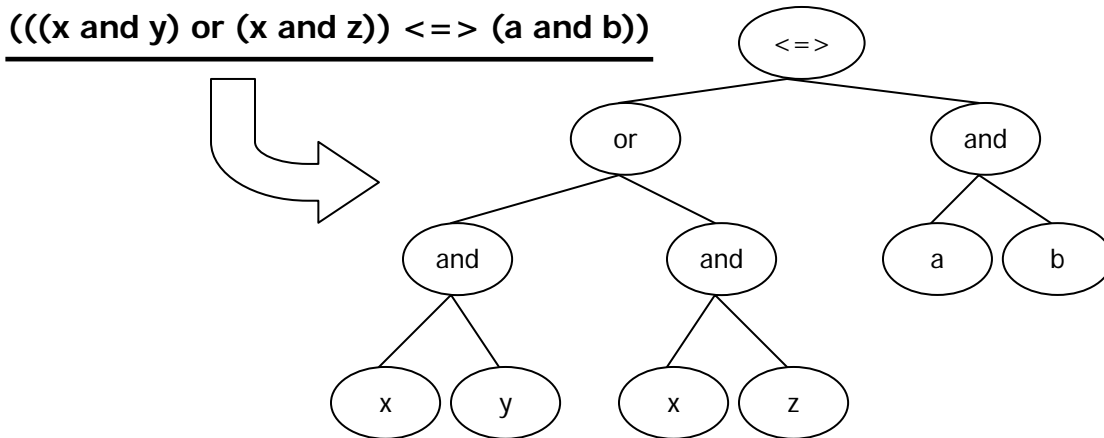 (((x and y) or (x and z)) <=> (a and b))
<=>
or
and
and
and
a
b
x
y
x
z